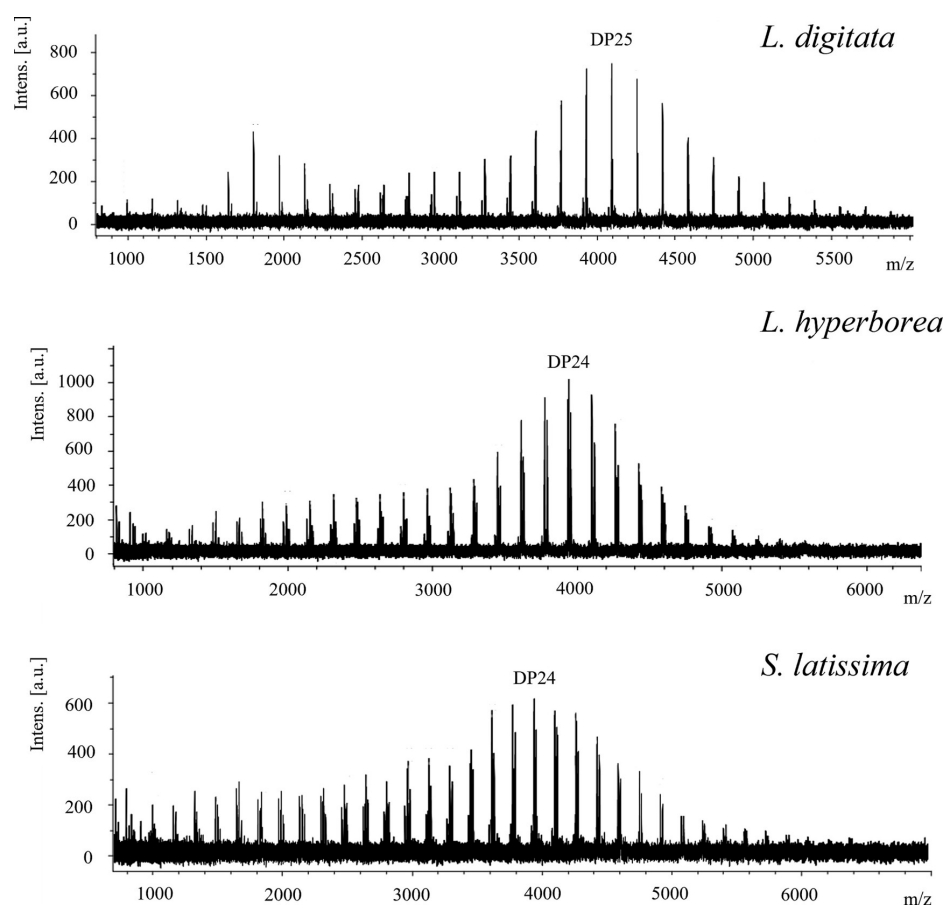 L. digitata
DP25
Intens. [a.u.]
800
600
400
200
0
1000 1500 2000 2500 3000 3500 4000 4500 5000 5500
m/z
L. hyperborea
DP24
Intens. [a.u.]
1000
800
600
400
200
0
1000 2000 3000 4000 5000 6000
m/z
S. latissima
DP24
Intens. [a.u.]
600
400
200
0
1000 2000 3000 4000 5000 6000
m/z